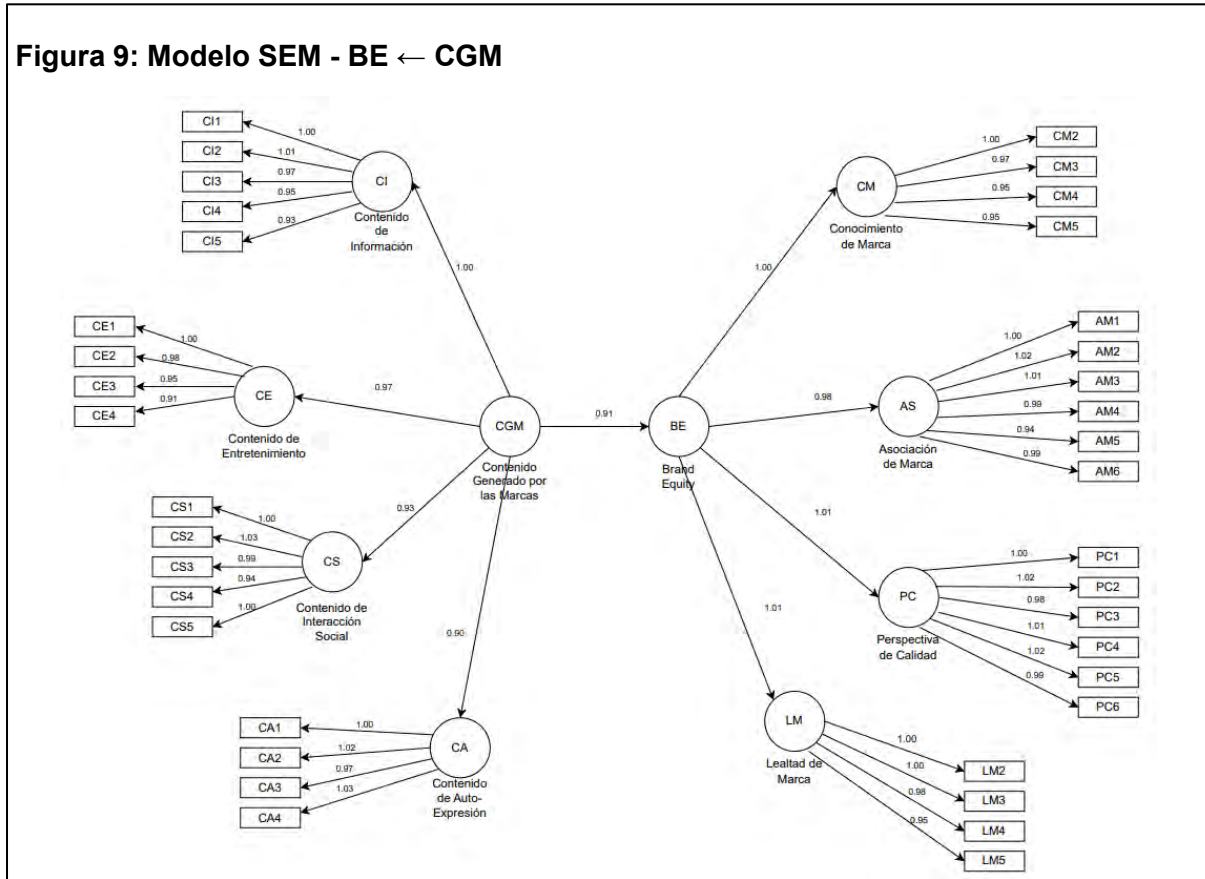 Figura 9: Modelo SEM - BE ← CGM
CI1
CI2
CI3
CI4
CI5
1.00
1.01
0.97
0.95
0.93
CI
Contenido
de
Información
1.00
CE1
CE2
CE3
CE4
1.00
0.98
0.95
0.91
CE
Contenido de
Entretenimiento
0.97
CS1
CS2
CS3
CS4
CS5
1.00
1.03
0.99
0.94
1.00
CS
Contenido de
Interacción
Social
0.93
CA1
CA2
CA3
CA4
1.00
1.02
0.97
1.03
CA
Contenido
de Auto-
Expresión
0.90
CGM
Contenido
Generado por
las Marcas
0.91
BE
Brand
Equity
1.00
CM
Conocimiento
de Marca
1.00
0.97
0.95
0.95
CM2
CM3
CM4
CM5
0.98
AS
Asociación
de Marca
1.00
1.02
1.01
0.99
0.94
0.99
AM1
AM2
AM3
AM4
AM5
AM6
1.01
PC
Perspectiva
de Calidad
1.00
1.02
0.98
1.01
1.02
0.99
PC1
PC2
PC3
PC4
PC5
PC6
1.01
LM
Lealtad de
Marca
1.00
1.00
0.98
0.95
LM2
LM3
LM4
LM5